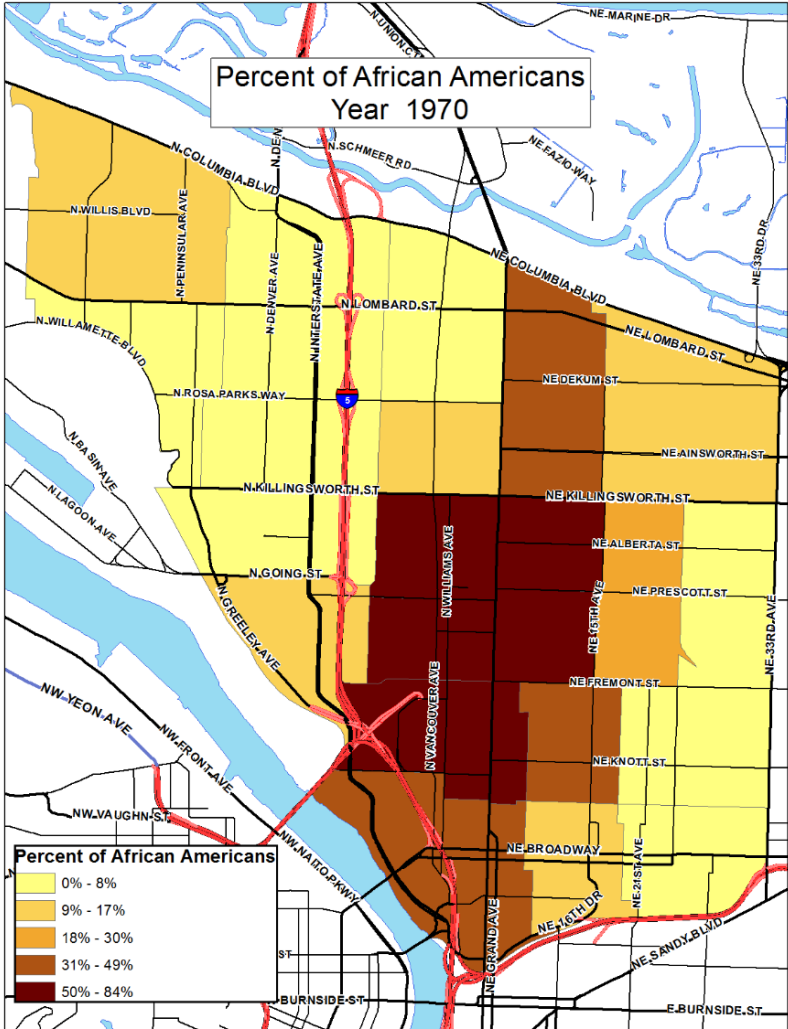 NE MARINE DR
N UNION CT
Percent of African Americans
Year 1970
N DEN
N SCHMEER RD
NE FAZIO WAY
N COLUMBIA BLVD
NE 33RD DR
N WILLIS BLVD
N PENINSULAR AVE
N DENVER AVE
N INTERSTATE AVE
NE COLUMBIA BLVD
N LOMBARD ST
NE LOMBARD ST
N WILLAMETTE BLVD
NE DEKUM ST
N ROSA PARKS WAY
5
N BASIN AVE
NE AINSWORTH ST
N LAGOON AVE
N KILLINGSWORTH ST
NE KILLINGSWORTH ST
N WILLIAMS AVE
NE ALBERTA ST
N GOING ST
NE PRESCOTT ST
N GREELEY AVE
NE 15TH AVE
NE 33RD AVE
NE FREMONT ST
NW YEON AVE
N VANCOUVER AVE
NW FRONT AVE
NE KNOTT ST
NW VAUGHN ST
NE BROADWAY
NW NAITO PKWY
NE 21ST AVE
NE GRAND AVE
NE 16TH DR
NE SANDY BLVD
Percent of African Americans
0% - 8%
9% - 17%
18% - 30%
31% - 49%
50% - 84%
ST
BURNSIDE ST
E BURNSIDE ST